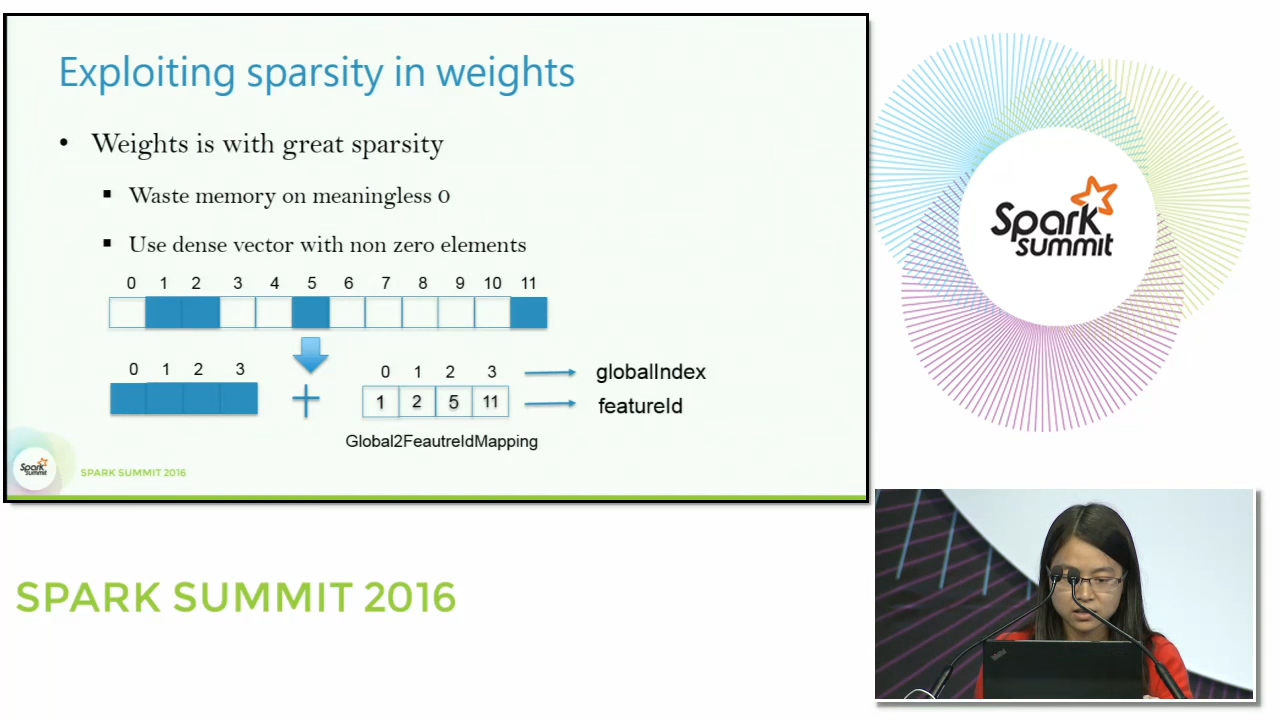 Exploiting sparsity in weights
• Weights is with great sparsity
▪ Waste memory on meaningless 0
▪ Use dense vector with non zero elements
0 1 2 3 4 5 6 7 8 9 10 11
0 1 2 3
0 1 2 3 globalIndex
1 2 5 11 featureId
Global2FeautreIdMapping
Spark
Summit
SPARK SUMMIT 2016
Spark
Summit
SPARK SUMMIT 2016